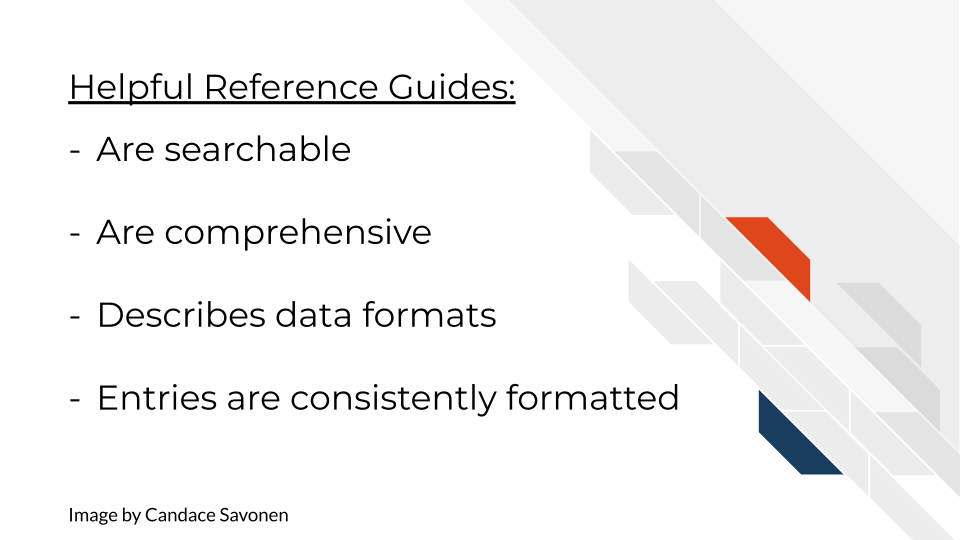 Helpful Reference Guides:
- Are searchable
- Are comprehensive
- Describes data formats
- Entries are consistently formatted
Image by Candace Savonen